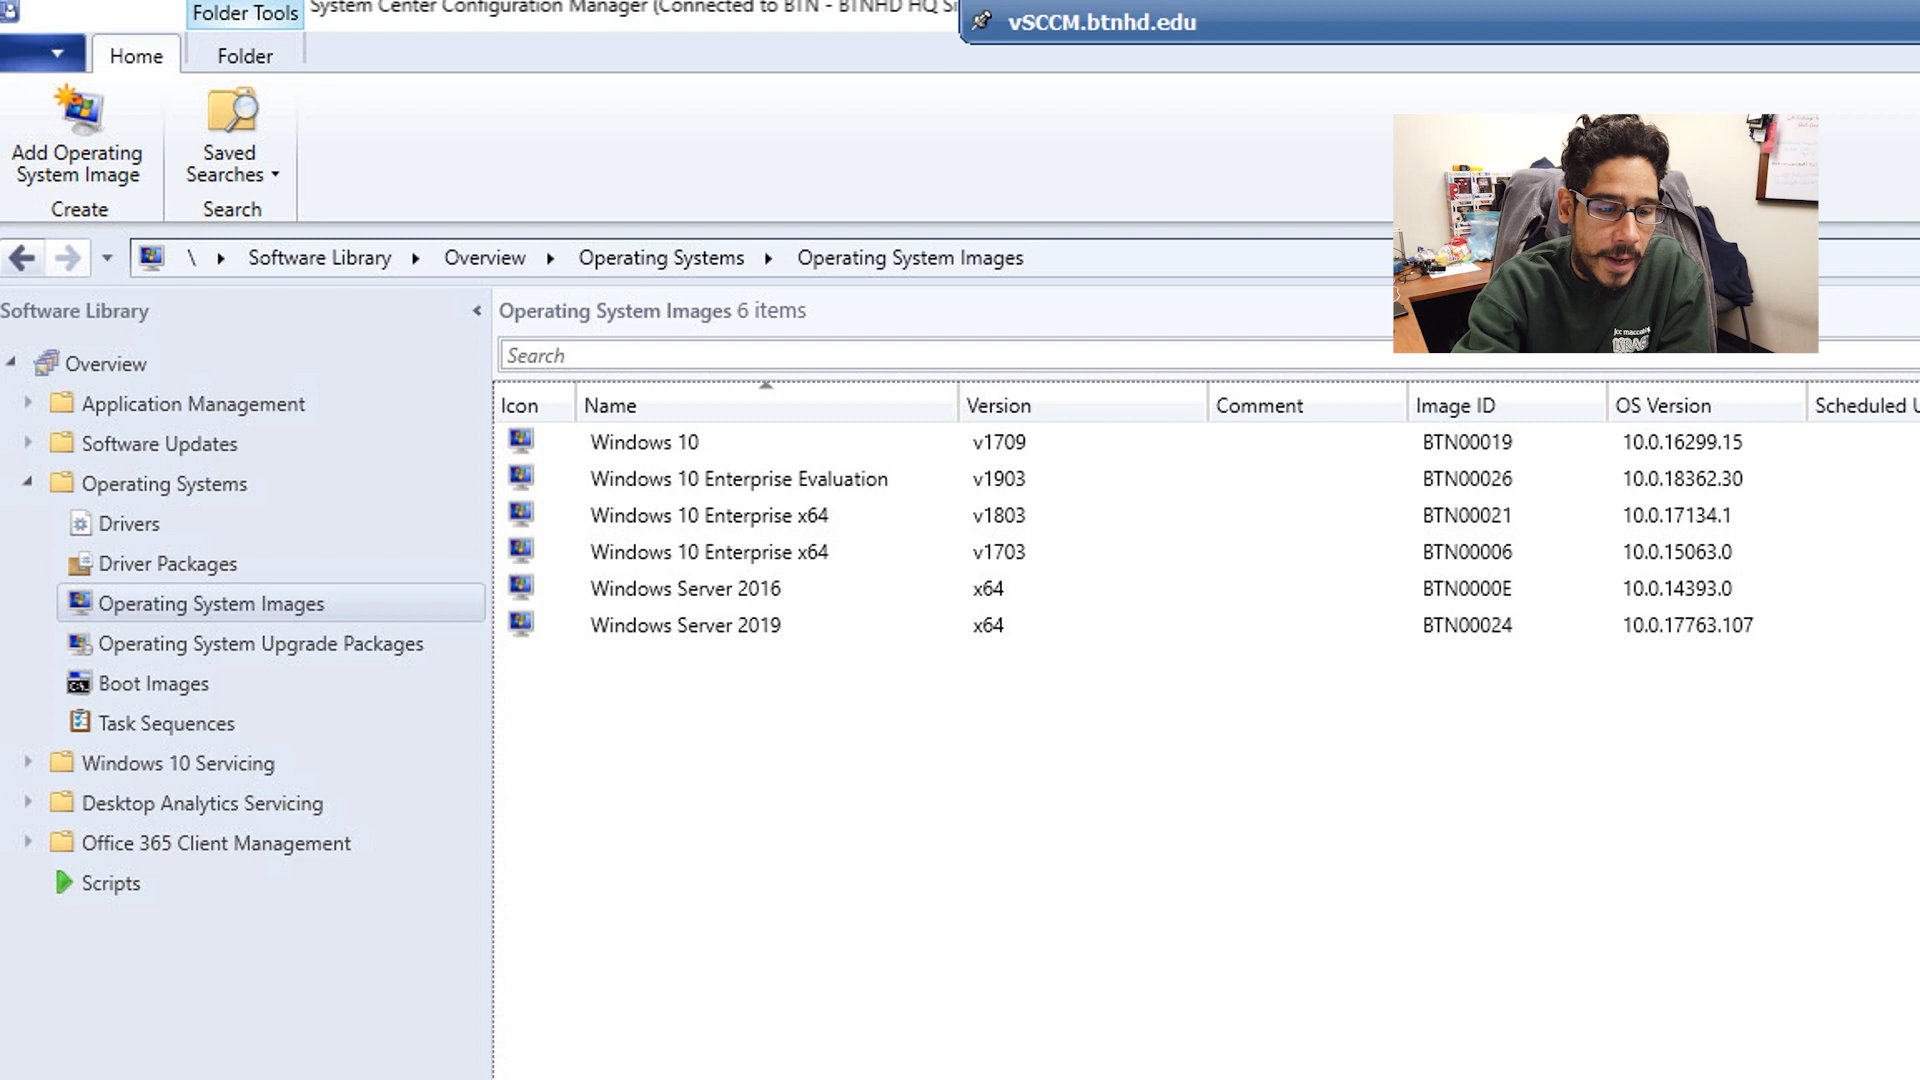 Folder Tools
System Center Configuration Manager (Connected to BTN - BTNHD HQ Si
vSCCM.btnhd.edu
Home
Folder
Add Operating
System Image
Saved
Searches
Create
Search
\ Software Library Overview Operating Systems Operating System Images
Software Library
Operating System Images 6 items
Search
Overview
Application Management
Software Updates
Operating Systems
Drivers
Driver Packages
Operating System Images
Operating System Upgrade Packages
Boot Images
Task Sequences
Windows 10 Servicing
Desktop Analytics Servicing
Office 365 Client Management
Scripts
Icon Name Version Comment Image ID OS Version Scheduled U
Windows 10 v1709 BTN00019 10.0.16299.15
Windows 10 Enterprise Evaluation v1903 BTN00026 10.0.18362.30
Windows 10 Enterprise x64 v1803 BTN00021 10.0.17134.1
Windows 10 Enterprise x64 v1703 BTN00006 10.0.15063.0
Windows Server 2016 x64 BTN0000E 10.0.14393.0
Windows Server 2019 x64 BTN00024 10.0.17763.107
jcc